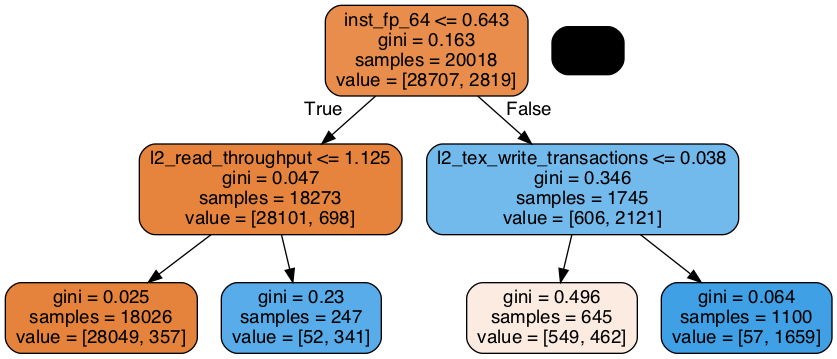 inst_fp_64 <= 0.643
gini = 0.163
samples = 20018
value = [28707, 2819]
True
False
l2_read_throughput <= 1.125
gini = 0.047
samples = 18273
value = [28101, 698]
l2_tex_write_transactions <= 0.038
gini = 0.346
samples = 1745
value = [606, 2121]
gini = 0.025
samples = 18026
value = [28049, 357]
gini = 0.23
samples = 247
value = [52, 341]
gini = 0.496
samples = 645
value = [549, 462]
gini = 0.064
samples = 1100
value = [57, 1659]